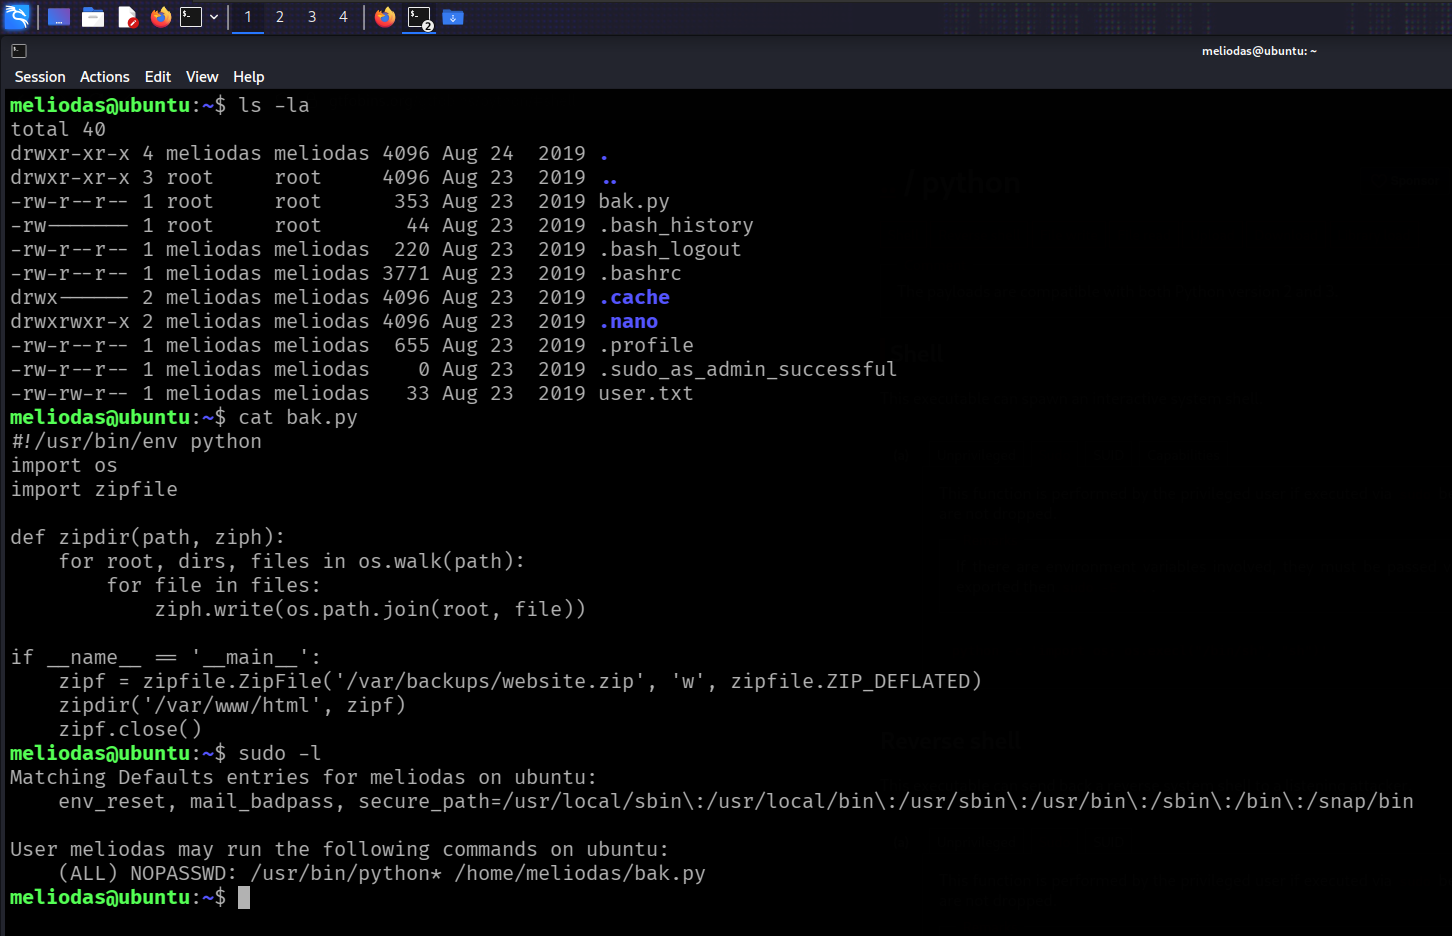 1 2 3 4
2
meliodas@ubuntu: ~
Session Actions Edit View Help
meliodas@ubuntu:~$ ls -la
total 40
drwxr-xr-x 4 meliodas meliodas 4096 Aug 24  2019 .
drwxr-xr-x 3 root     root     4096 Aug 23  2019 ..
-rw-r--r-- 1 root     root      353 Aug 23  2019 bak.py
-rw------- 1 root     root       44 Aug 23  2019 .bash_history
-rw-r--r-- 1 meliodas meliodas  220 Aug 23  2019 .bash_logout
-rw-r--r-- 1 meliodas meliodas 3771 Aug 23  2019 .bashrc
drwx------ 2 meliodas meliodas 4096 Aug 23  2019 .cache
drwxrwxr-x 2 meliodas meliodas 4096 Aug 23  2019 .nano
-rw-r--r-- 1 meliodas meliodas  655 Aug 23  2019 .profile
-rw-r--r-- 1 meliodas meliodas    0 Aug 23  2019 .sudo_as_admin_successful
-rw-rw-r-- 1 meliodas meliodas   33 Aug 23  2019 user.txt
meliodas@ubuntu:~$ cat bak.py
#!/usr/bin/env python
import os
import zipfile
def zipdir(path, ziph):
    for root, dirs, files in os.walk(path):
        for file in files:
            ziph.write(os.path.join(root, file))
if __name__ == '__main__':
    zipf = zipfile.ZipFile('/var/backups/website.zip', 'w', zipfile.ZIP_DEFLATED)
    zipdir('/var/www/html', zipf)
    zipf.close()
meliodas@ubuntu:~$ sudo -l
Matching Defaults entries for meliodas on ubuntu:
    env_reset, mail_badpass, secure_path=/usr/local/sbin\:/usr/local/bin\:/usr/sbin\:/usr/bin\:/sbin\:/bin\:/snap/bin
User meliodas may run the following commands on ubuntu:
    (ALL) NOPASSWD: /usr/bin/python* /home/meliodas/bak.py
meliodas@ubuntu:~$
/ python
Shell
Reverse shell